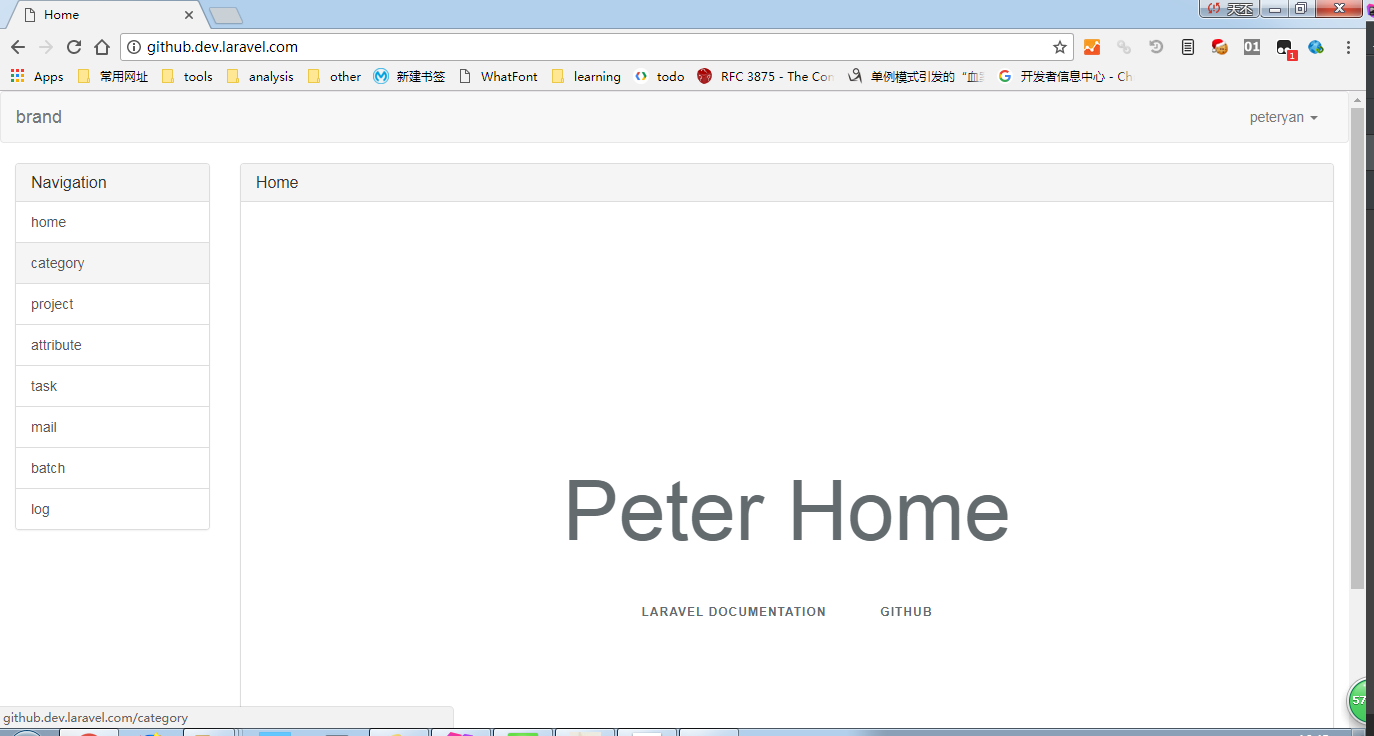 Home
天丕
github.dev.laravel.com
01
1
Apps 常用网址 tools analysis other 新建书签 WhatFont learning todo RFC 3875 - The Con 单例模式引发的“血 开发者信息中心 - Ch
brand peteryan
Navigation
Home
home
category
project
attribute
task
mail
batch
log
Peter Home
LARAVEL DOCUMENTATION GITHUB
57
github.dev.laravel.com/category